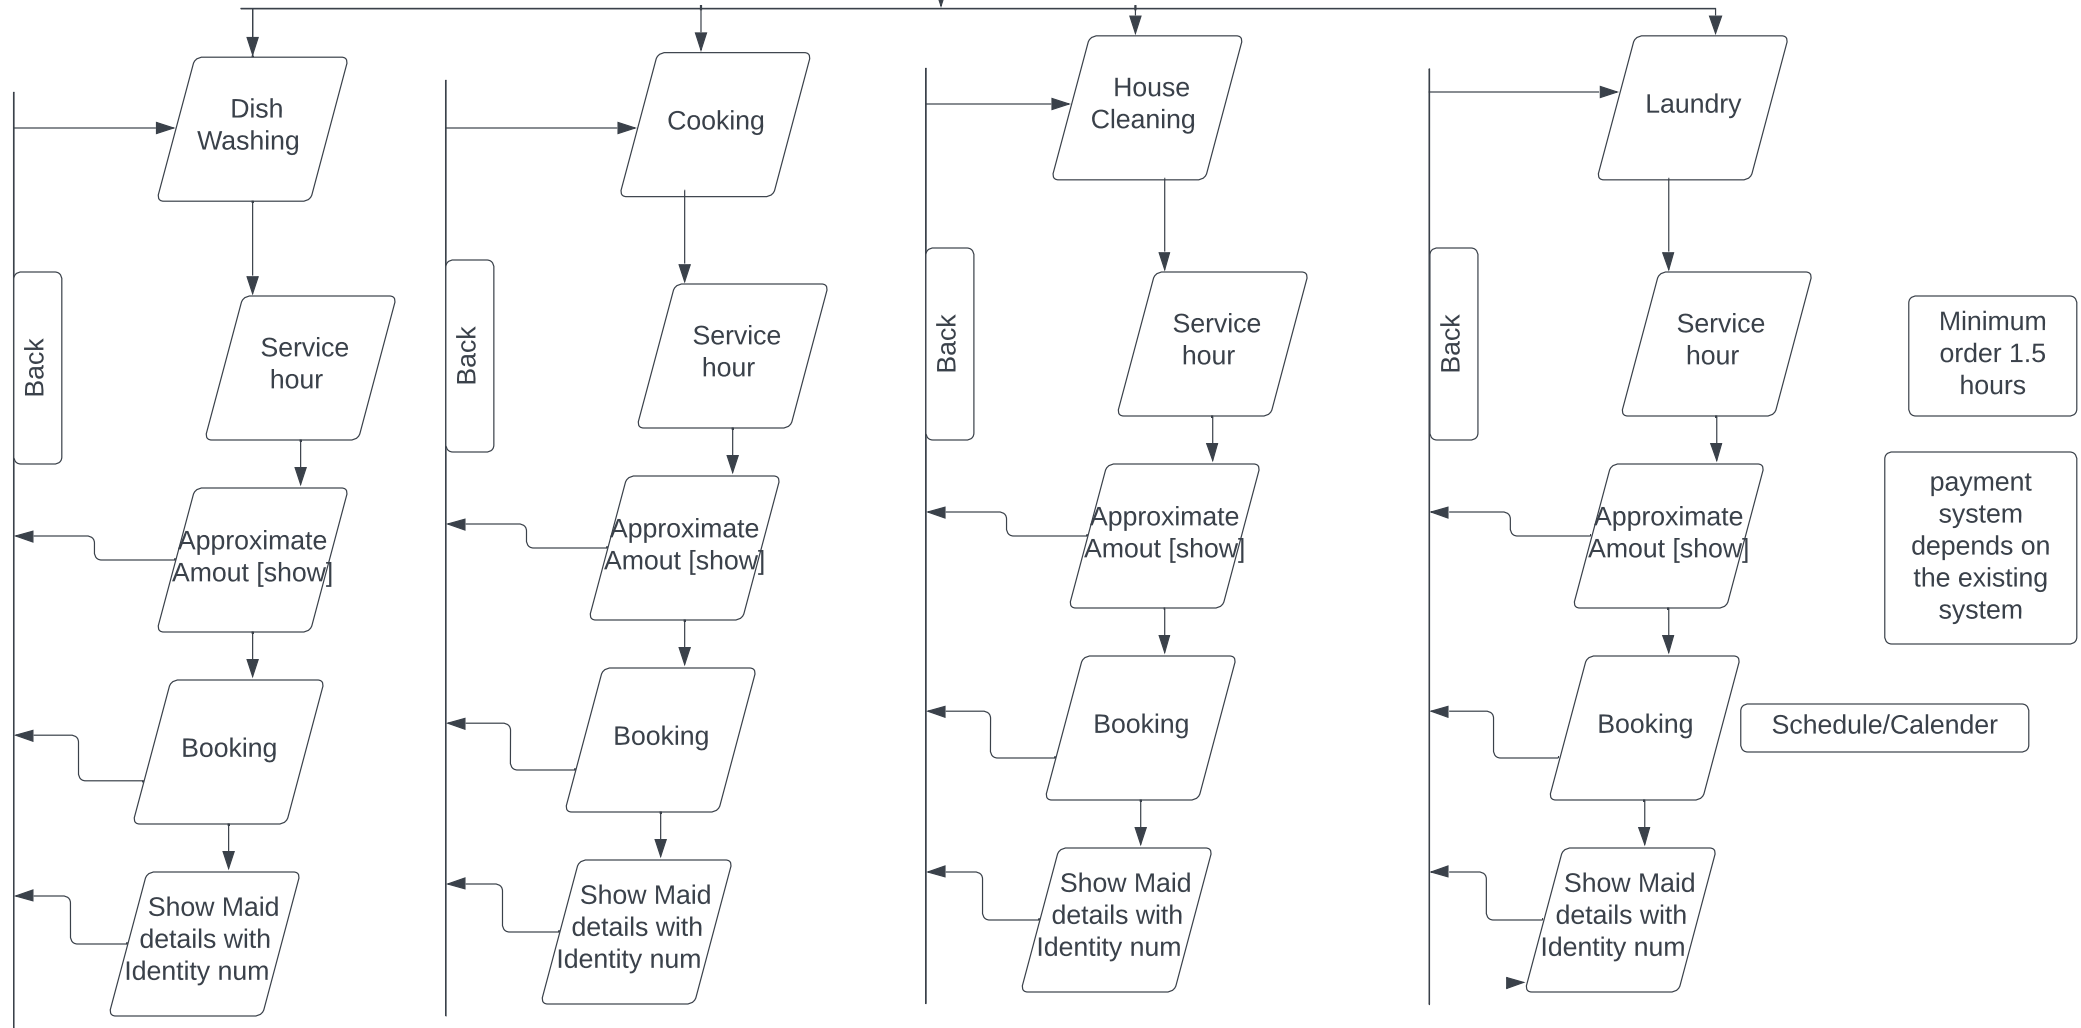 Dish
Washing
Cooking
House
Cleaning
Laundry
Back
Service
hour
Back
Service
hour
Back
Service
hour
Back
Service
hour
Minimum
order 1.5
hours
Approximate
Amout [show]
Approximate
Amout [show]
Approximate
Amout [show]
Approximate
Amout [show]
payment
system
depends on
the existing
system
Booking
Booking
Booking
Booking
Schedule/Calender
Show Maid
details with
Identity num
Show Maid
details with
Identity num
Show Maid
details with
Identity num
Show Maid
details with
Identity num